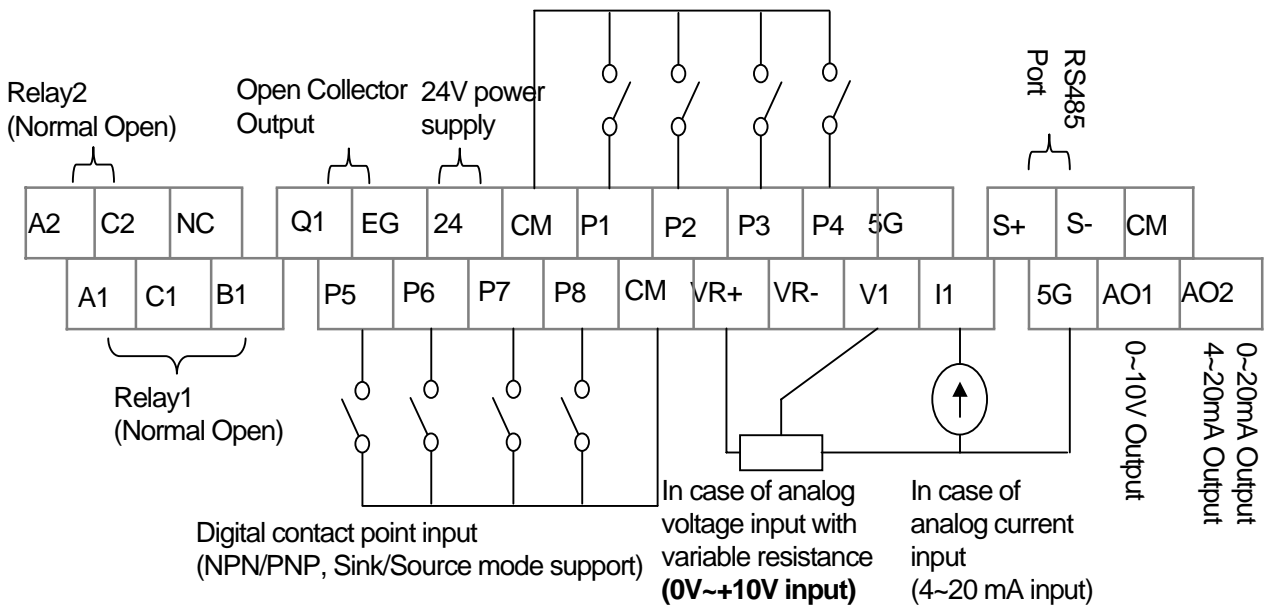 Relay2
(Normal Open)
Open Collector
Output
24V power
supply
RS485
Port
A2 C2 NC Q1 EG 24 CM P1 P2 P3 P4 5G S+ S- CM
A1 C1 B1 P5 P6 P7 P8 CM VR+ VR- V1 I1 5G AO1 AO2
Relay1
(Normal Open)
Digital contact point input
(NPN/PNP, Sink/Source mode support)
In case of analog
voltage input with
variable resistance
(0V~+10V input)
In case of
analog current
input
(4~20 mA input)
0~10V Output
0~20mA Output
4~20mA Output